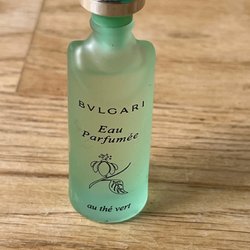 BVLGARI
Eau
Parfumée
au thé vert